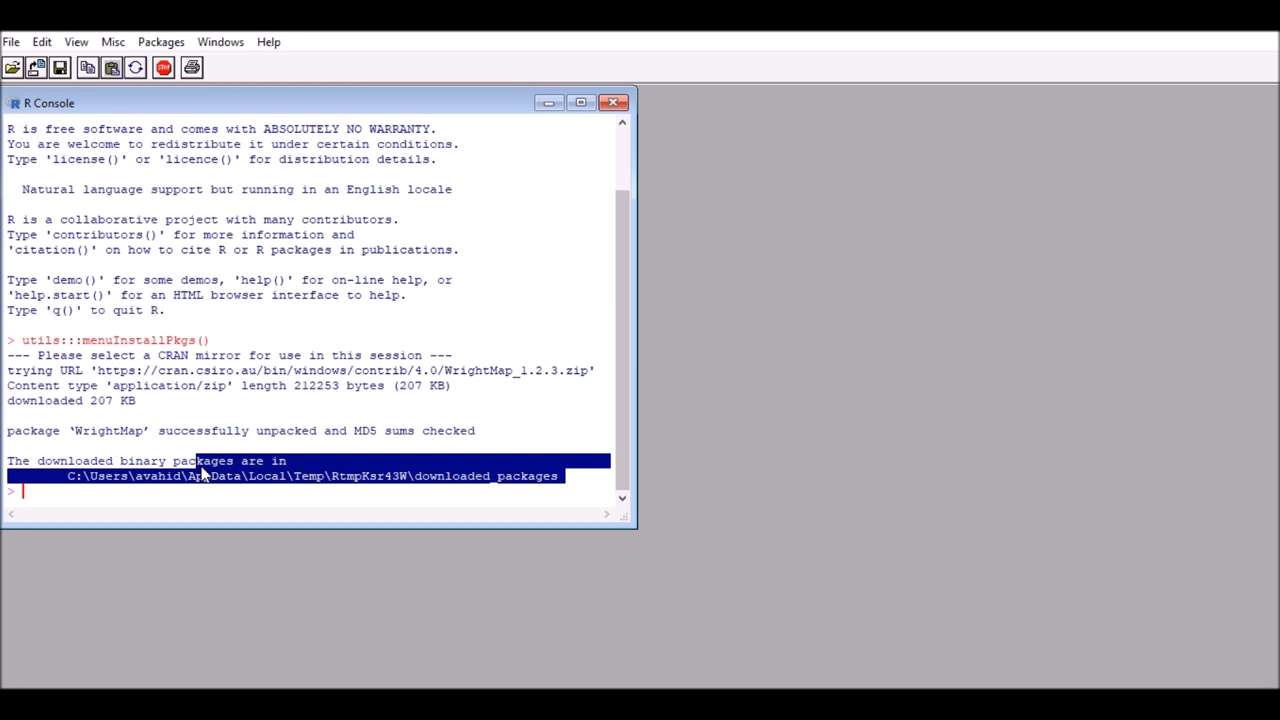 File Edit View Misc Packages Windows Help
STOP
R Console
R is free software and comes with ABSOLUTELY NO WARRANTY.
You are welcome to redistribute it under certain conditions.
Type 'license()' or 'licence()' for distribution details.
Natural language support but running in an English locale
R is a collaborative project with many contributors.
Type 'contributors()' for more information and
'citation()' on how to cite R or R packages in publications.
Type 'demo()' for some demos, 'help()' for on-line help, or
'help.start()' for an HTML browser interface to help.
Type 'q()' to quit R.
> utils:::menuInstallPkgs()
--- Please select a CRAN mirror for use in this session ---
trying URL 'https://cran.csiro.au/bin/windows/contrib/4.0/WrightMap_1.2.3.zip'
Content type 'application/zip' length 212253 bytes (207 KB)
downloaded 207 KB
package ‘WrightMap’ successfully unpacked and MD5 sums checked
The downloaded binary packages are in
C:\Users\avahid\AppData\Local\Temp\RtmpKsr43W\downloaded_packages
>